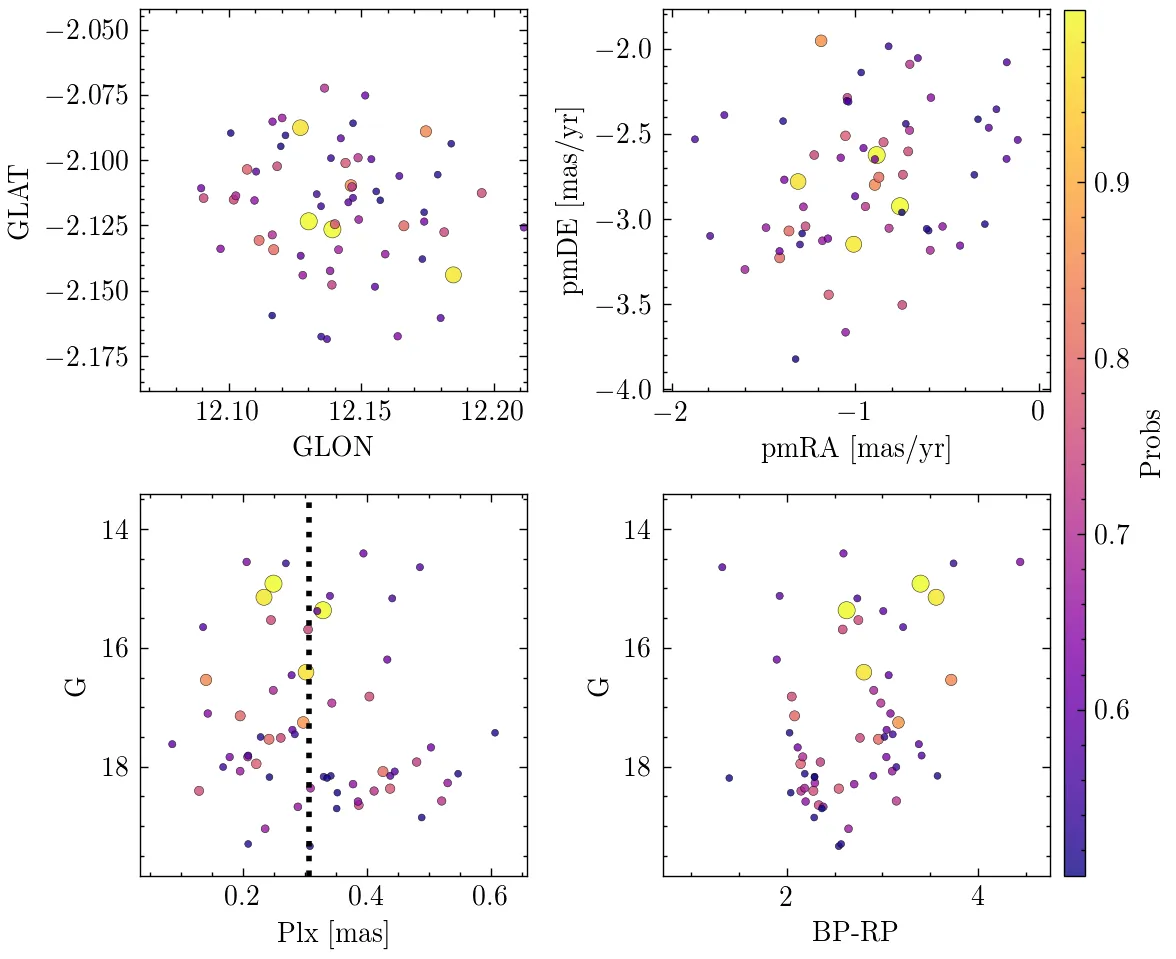 −2.050
−2.075
−2.100
−2.125
−2.150
−2.175
GLAT
12.10 12.15 12.20
GLON
−2.0
−2.5
−3.0
−3.5
−4.0
pmDE [mas/yr]
−2 −1 0
pmRA [mas/yr]
14
16
18
G
0.2 0.4 0.6
Plx [mas]
14
16
18
G
2 4
BP-RP
0.9
0.8
0.7
0.6
Probs